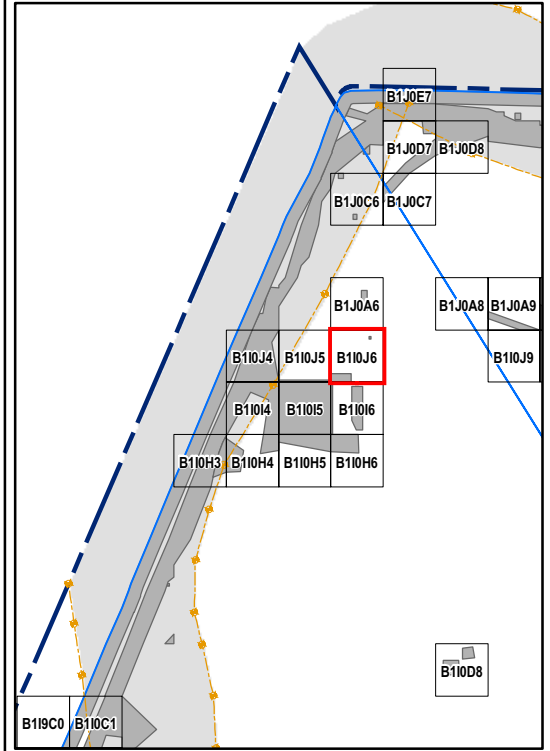 B1J0E7
B1J0D7 B1J0D8
B1J0C6 B1J0C7
B1J0A6 B1J0A8 B1J0A9
B1I0J4 B1I0J5 B1I0J6 B1I0J9
B1I0I4 B1I0I5 B1I0I6
B1I0H3 B1I0H4 B1I0H5 B1I0H6
B1I0D8
B1I9C0 B1I0C1